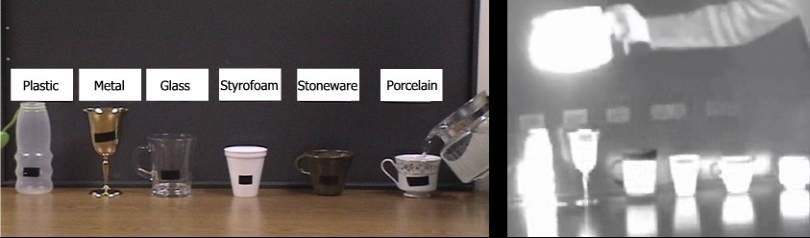 Plastic
Metal
Glass
Styrofoam
Stoneware
Porcelain